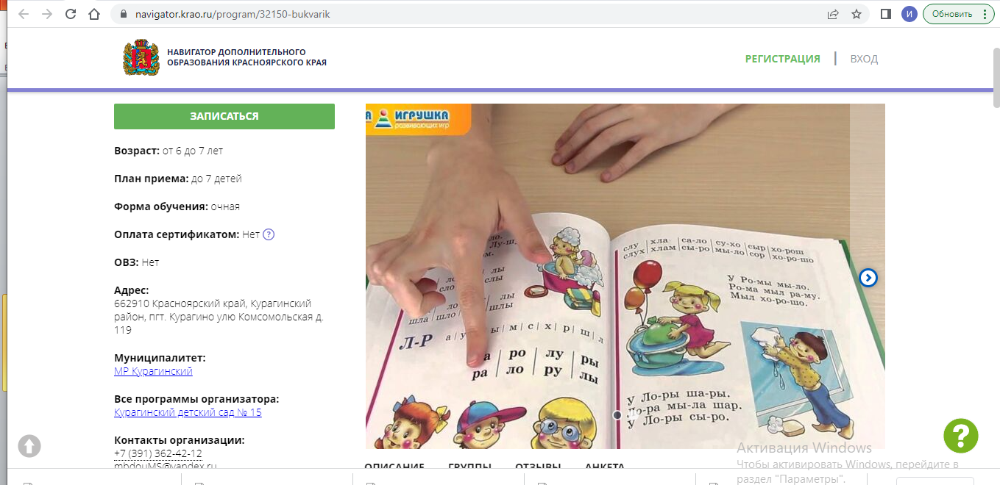 navigator.krao.ru/program/32150-bukvarik
И
Обновить
НАВИГАТОР ДОПОЛНИТЕЛЬНОГО
ОБРАЗОВАНИЯ КРАСНОЯРСКОГО КРАЯ
РЕГИСТРАЦИЯ | ВХОД
ЗАПИСАТЬСЯ
Возраст: от 6 до 7 лет
План приема: до 7 детей
Форма обучения: очная
Оплата сертификатом: Нет ?
ОВЗ: Нет
Адрес:
662910 Красноярский край, Курагинский
район, пгт. Курагино улю Комсомольская д.
119
Муниципалитет:
МР Курагинский
Все программы организатора:
Курагинский детский сад № 15
Контакты организации:
+7 (391) 362-42-12
mbdouMS@yandex.ru
ИГРУШКА
развивающих игр
лы
слы
лы
шла шло шлы
Л-Р
ы | м | с | х | р | ш | л
а ро лу ры
ра ло ру лы
слу | хла | са-ло | су-хо | сыр | хо-рош
слух | хлам | сы-ро | мы-ло | сор | хо-ро-шо
У Ро-мы мы-ло.
Ро-ма мыл ра-му.
Мыл хо-ро-шо.
У Ло-ры ша-ры.
Ло-ра мы-ла шар.
У Ло-ры сы-ро.
ОПИСАНИЕ ГРУППЫ ОТЗЫВЫ АНКЕТА
?
Активация Windows
Чтобы активировать Windows, перейдите в
раздел "Параметры".